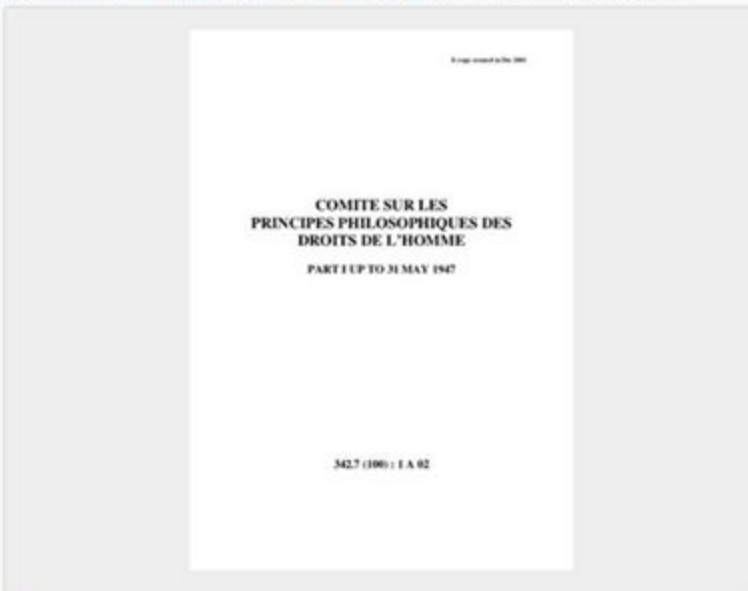 COMITE SUR LES
PRINCIPES PHILOSOPHIQUES DES
DROITS DE L'HOMME
PART I UP TO 31 MAY 1947
342.7 (100) : 1 A 02